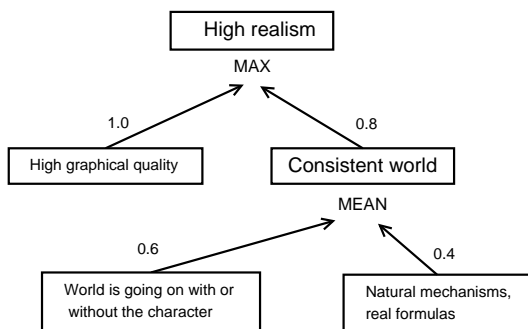 High realism
MAX
1.0
0.8
High graphical quality
Consistent world
MEAN
0.6
0.4
World is going on with or
without the character
Natural mechanisms,
real formulas